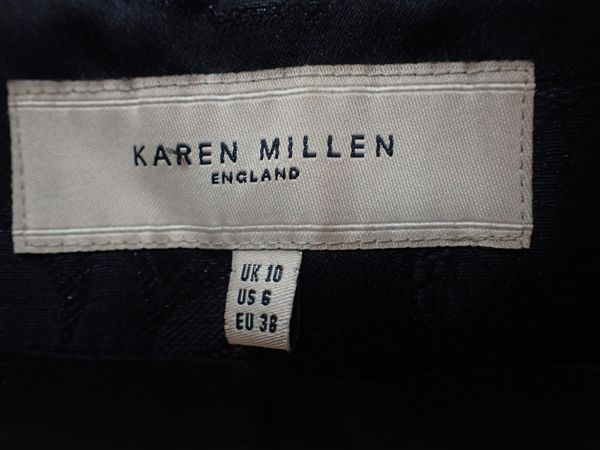 KAREN MILLEN
ENGLAND
UK 10
US 6
EU 38